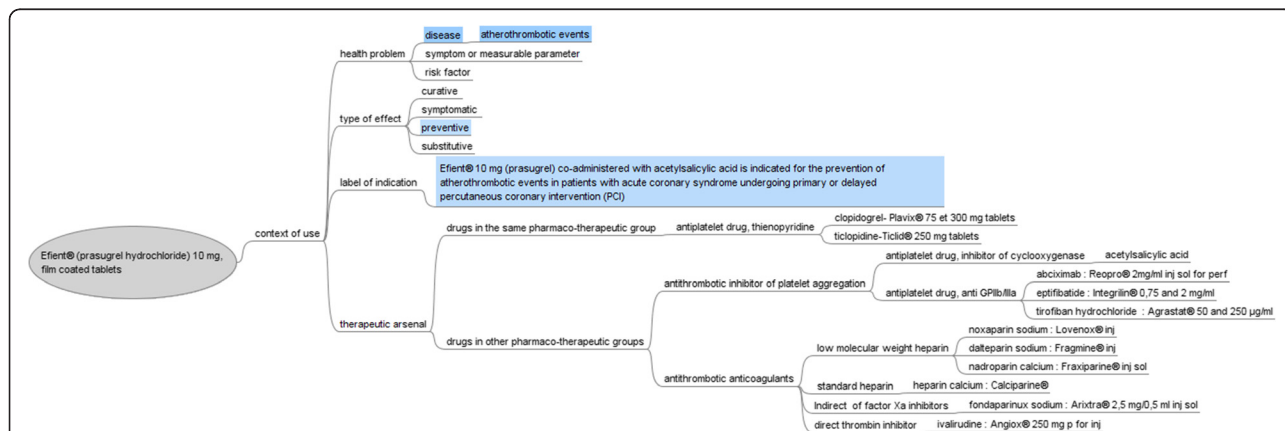 disease
atherothrombotic events
health problem
symptom or measurable parameter
risk factor
curative
symptomatic
type of effect
preventive
substitutive
Efient® 10 mg (prasugrel) co-administered with acetylsalicylic acid is indicated for the prevention of
atherothrombotic events in patients with acute coronary syndrome undergoing primary or delayed
percutaneous coronary intervention (PCI)
label of indication
context of use
Efient® (prasugrel hydrochloride) 10 mg,
film coated tablets
therapeutic arsenal
drugs in the same pharmaco-therapeutic group
antiplatelet drug, thienopyridine
clopidogrel- Plavix® 75 et 300 mg tablets
ticlopidine-Ticlid® 250 mg tablets
drugs in other pharmaco-therapeutic groups
antithrombotic inhibitor of platelet aggregation
antiplatelet drug, inhibitor of cyclooxygenase
acetylsalicylic acid
antiplatelet drug, anti GPIIb/IIIa
abciximab : Reopro® 2mg/ml inj sol for perf
eptifibatide : Integrilin® 0,75 and 2 mg/ml
tirofiban hydrochloride : Agrastat® 50 and 250 µg/ml
antithrombotic anticoagulants
low molecular weight heparin
noxaparin sodium : Lovenox® inj
dalteparin sodium : Fragmine® inj
nadroparin calcium : Fraxiparine® inj sol
standard heparin
heparin calcium : Calciparine®
Indirect of factor Xa inhibitors
fondaparinux sodium : Arixtra® 2,5 mg/0,5 ml inj sol
direct thrombin inhibitor
ivalirudine : Angiox® 250 mg p for inj